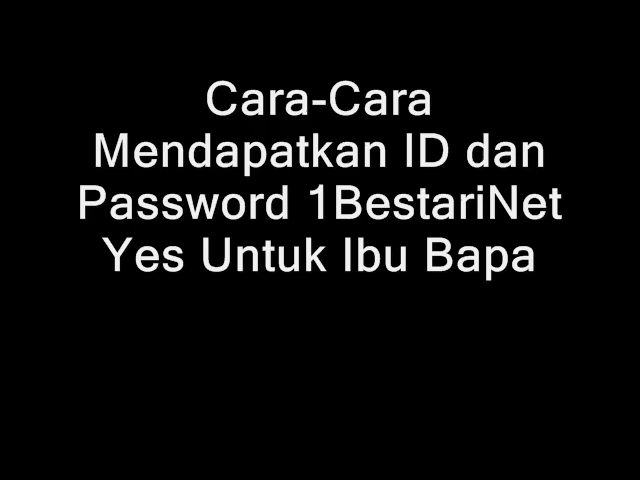 Cara-Cara
Mendapatkan ID dan
Password 1BestariNet
Yes Untuk Ibu Bapa